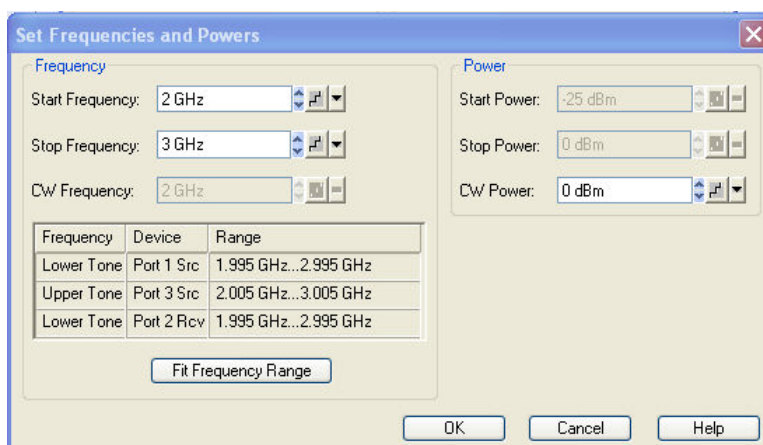 Set Frequencies and Powers
Frequency
Start Frequency: 2 GHz
Stop Frequency: 3 GHz
CW Frequency: 2 GHz
Frequency Device Range
Lower Tone Port 1 Src 1.995 GHz...2.995 GHz
Upper Tone Port 3 Src 2.005 GHz...3.005 GHz
Lower Tone Port 2 Rcv 1.995 GHz...2.995 GHz
Fit Frequency Range
Power
Start Power: -25 dBm
Stop Power: 0 dBm
CW Power: 0 dBm
OK Cancel Help